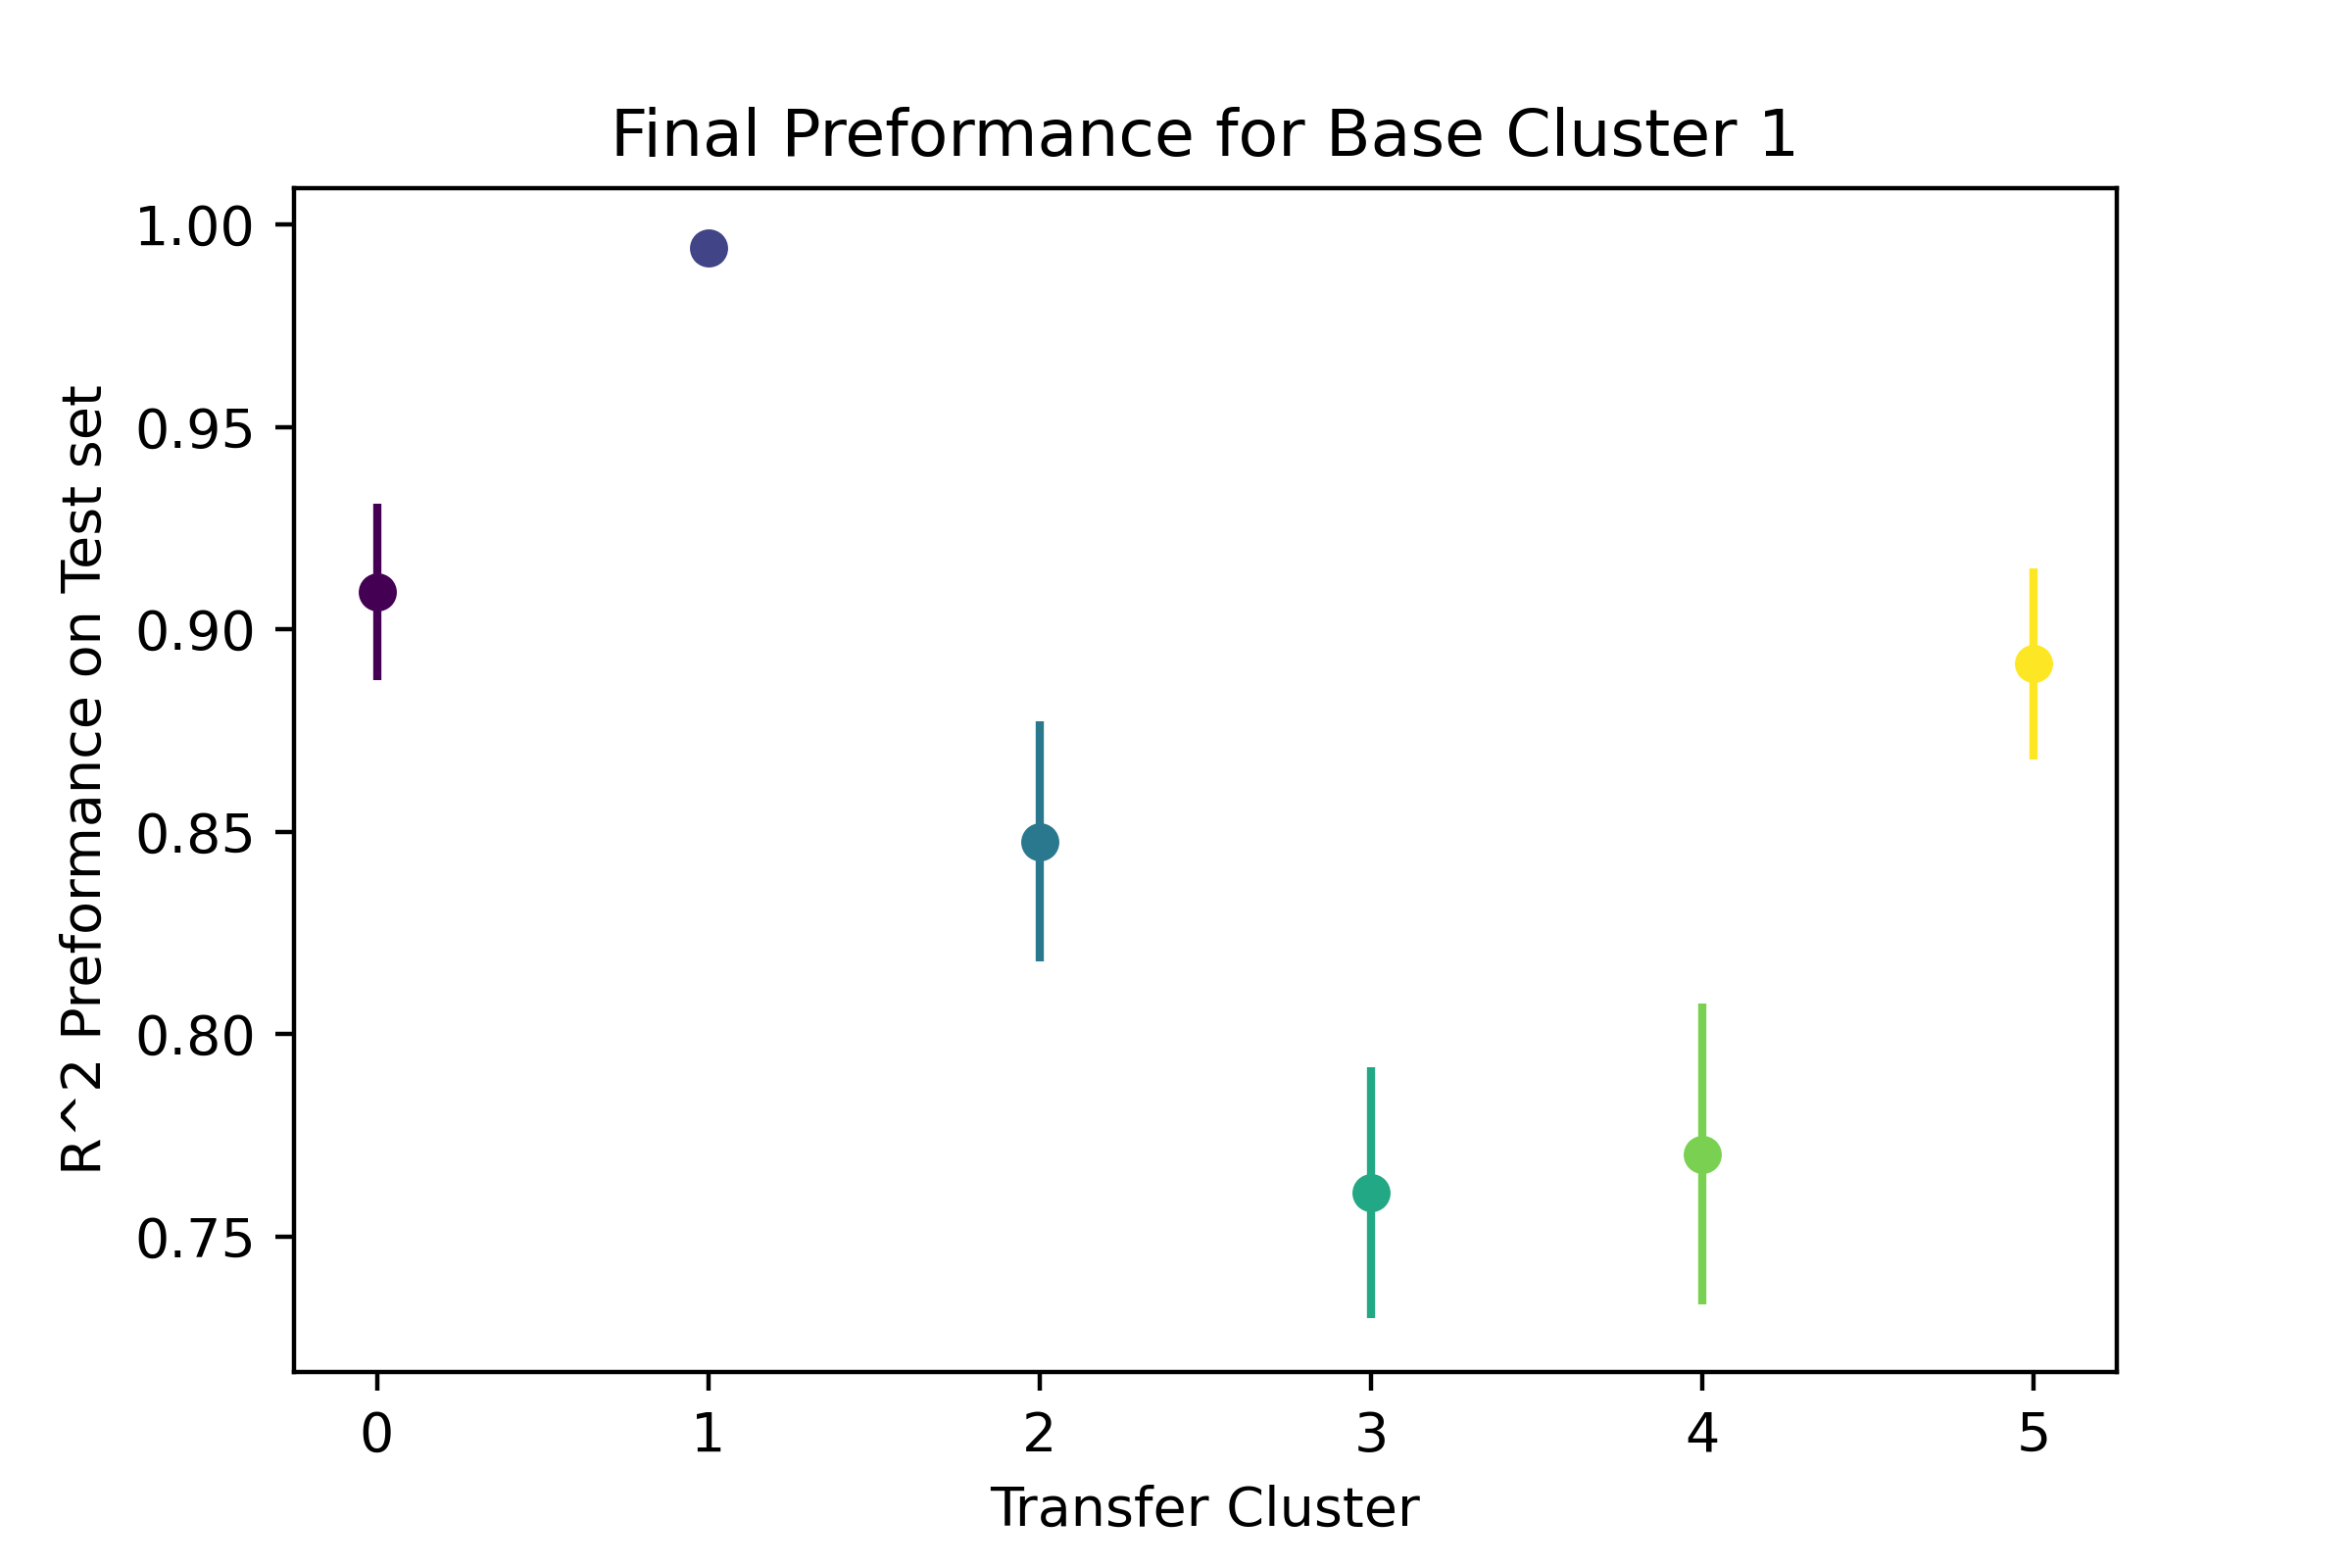 Final Preformance for Base Cluster 1
R^2 Preformance on Test set
1.00
0.95
0.90
0.85
0.80
0.75
0 1 2 3 4 5
Transfer Cluster